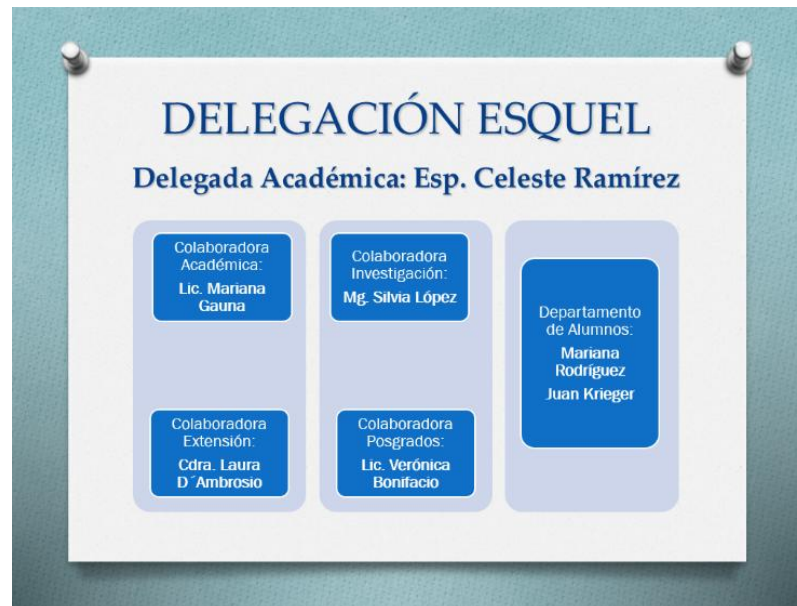 DELEGACIÓN ESQUEL
Delegada Académica: Esp. Celeste Ramírez
Colaboradora
Académica:
Lic. Mariana
Gauna
Colaboradora
Extensión:
Cdra. Laura
D´Ambrosio
Colaboradora
Investigación:
Mg. Silvia López
Colaboradora
Posgrados:
Lic. Verónica
Bonifacio
Departamento
de Alumnos:
Mariana
Rodríguez
Juan Krieger